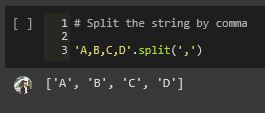 [ ]
1 # Split the string by comma
2
3 'A,B,C,D'.split(',')
['A', 'B', 'C', 'D']